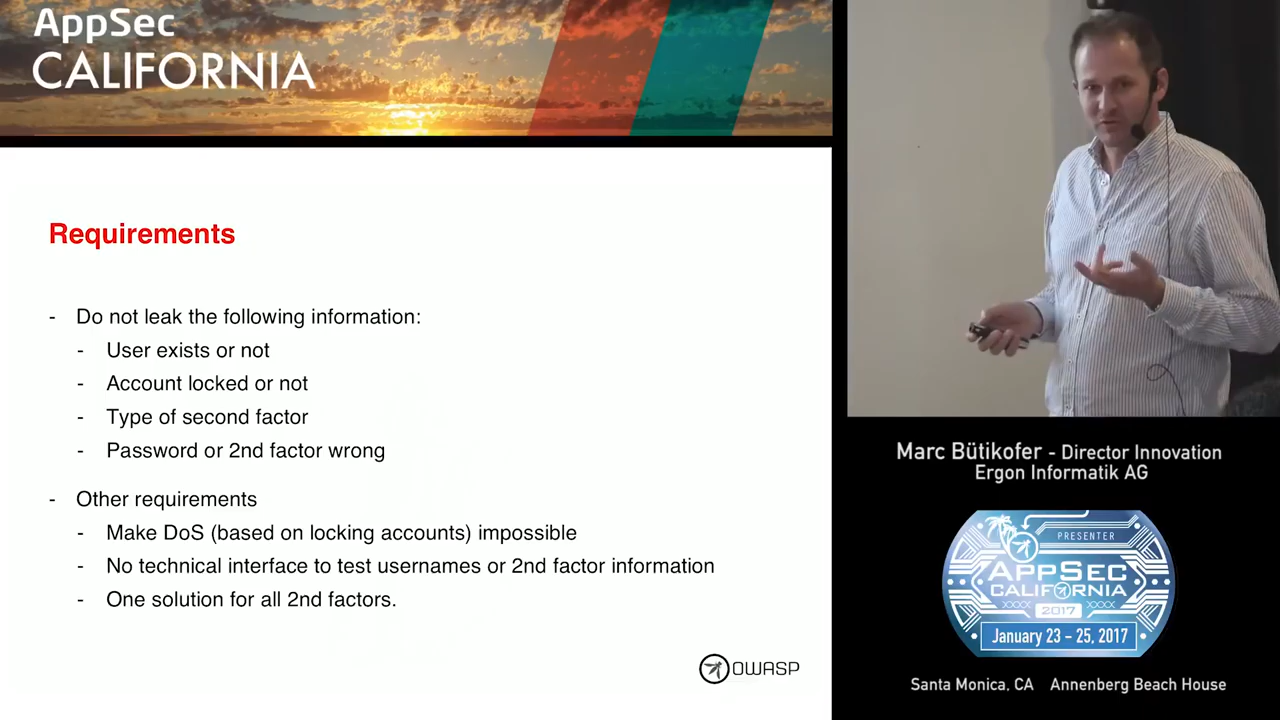 AppSec
CALIFORNIA
Requirements
- Do not leak the following information:
- User exists or not
- Account locked or not
- Type of second factor
- Password or 2nd factor wrong
- Other requirements
- Make DoS (based on locking accounts) impossible
- No technical interface to test usernames or 2nd factor information
- One solution for all 2nd factors.
OWASP
Marc Bütikofer - Director Innovation
Ergon Informatik AG
PRESENTER
APPSEC
CALIFORNIA
2017
January 23 – 25, 2017
Santa Monica, CA Annenberg Beach House